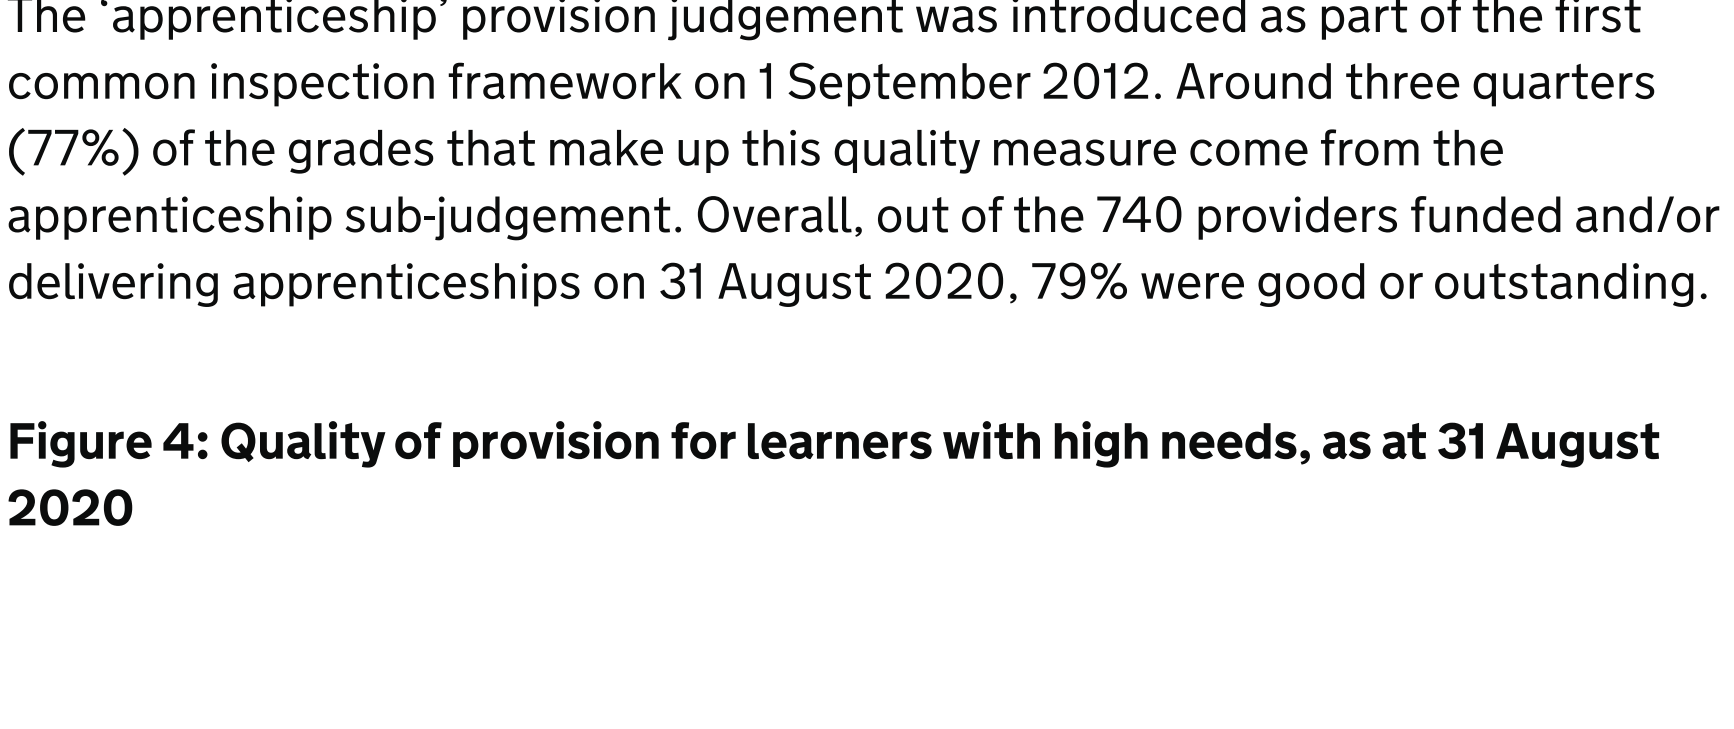 The ‘apprenticeship’ provision judgement was introduced as part of the first
common inspection framework on 1 September 2012. Around three quarters
(77%) of the grades that make up this quality measure come from the
apprenticeship sub-judgement. Overall, out of the 740 providers funded and/or
delivering apprenticeships on 31 August 2020, 79% were good or outstanding.
Figure 4: Quality of provision for learners with high needs, as at 31 August
2020